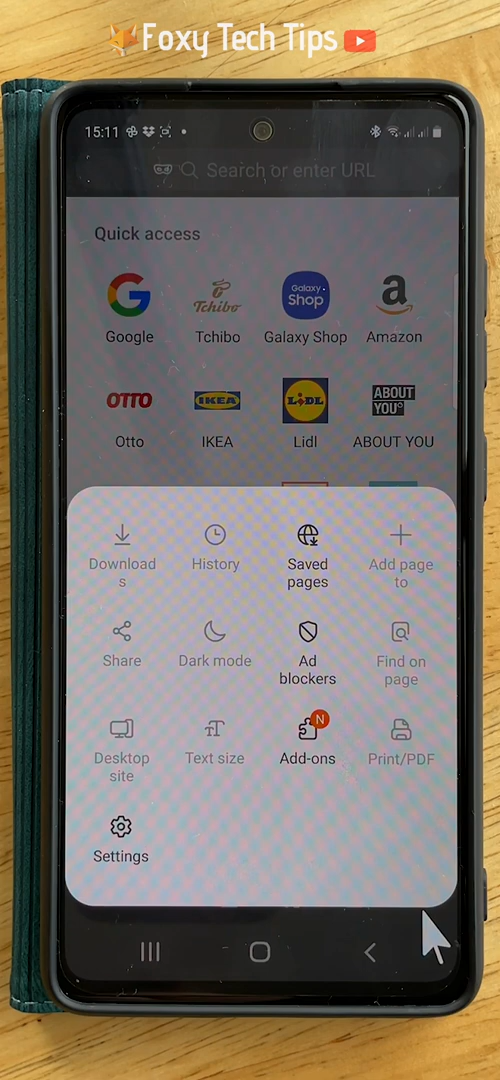 Foxy Tech Tips
15:11
Search or enter URL
Quick access
Tchibo
Galaxy
Shop
a
Google
Tchibo
Galaxy Shop
Amazon
OTTO
IKEA
LIDL
ABOUT
YOU°
Otto
IKEA
Lidl
ABOUT YOU
Download
s
History
Saved
pages
Add page
to
Share
Dark mode
Ad
blockers
Find on
page
Desktop
site
TT
Text size
N
Add-ons
Print/PDF
Settings